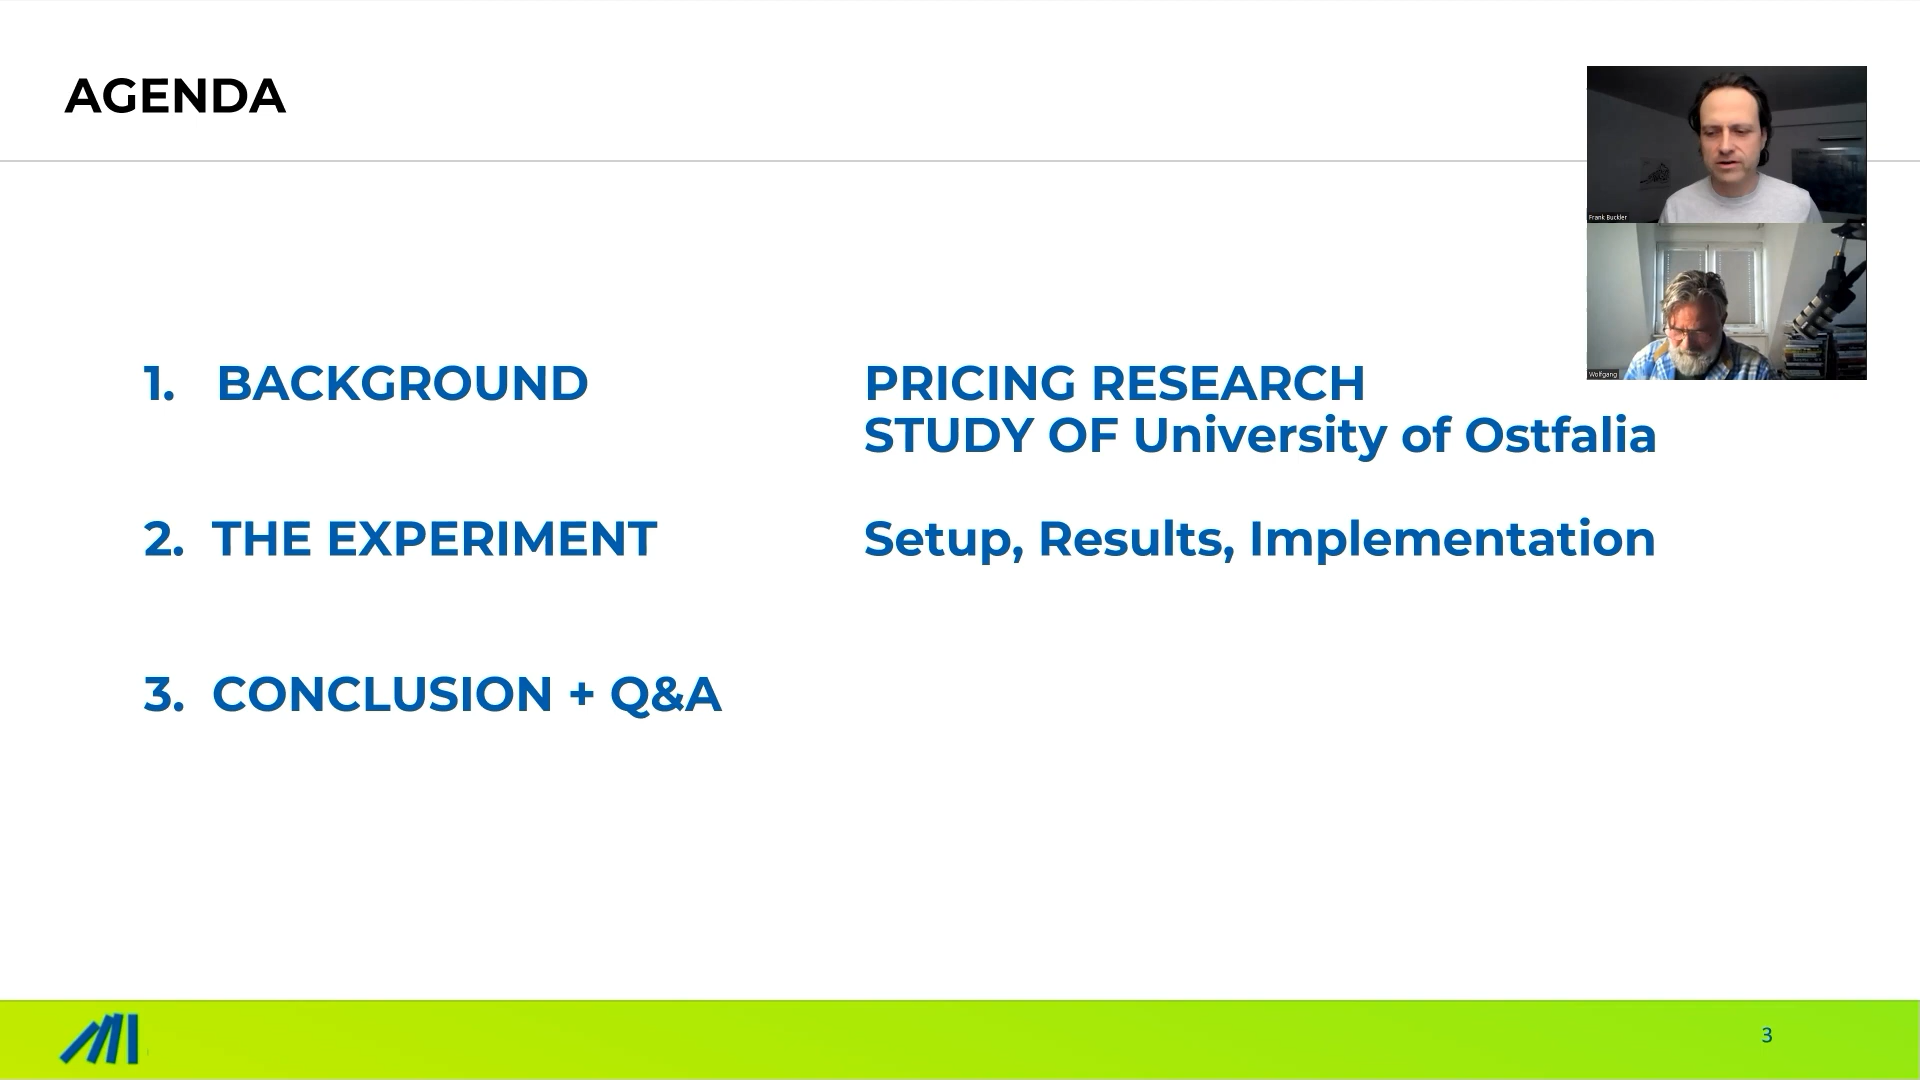 AGENDA
Frank Buckler
Wolfgang
1. BACKGROUND
PRICING RESEARCH
STUDY OF University of Ostfalia
2. THE EXPERIMENT
Setup, Results, Implementation
3. CONCLUSION + Q&A
3